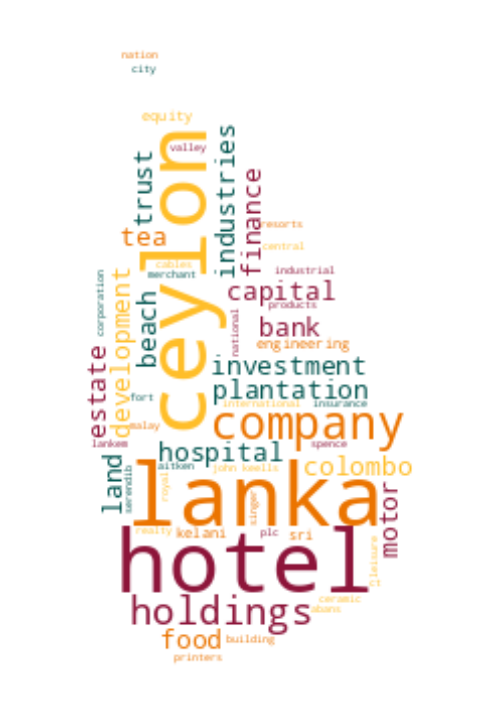 nation
city
equity
valley
ceylon
trust
industries
finance
tea
resorts
central
cables
merchant
industrial
corporation
development
beach
capital
products
national
bank
engineering
estate
investment
plantation
fort
international
insurance
malay
company
lankem
spence
hospital
land
serendib
aitken
john keells
colombo
royal
lanka
singer
motor
realty
kelani
plc
sri
hotel
leisure
holdings
ceramic
abans
food
building
printers